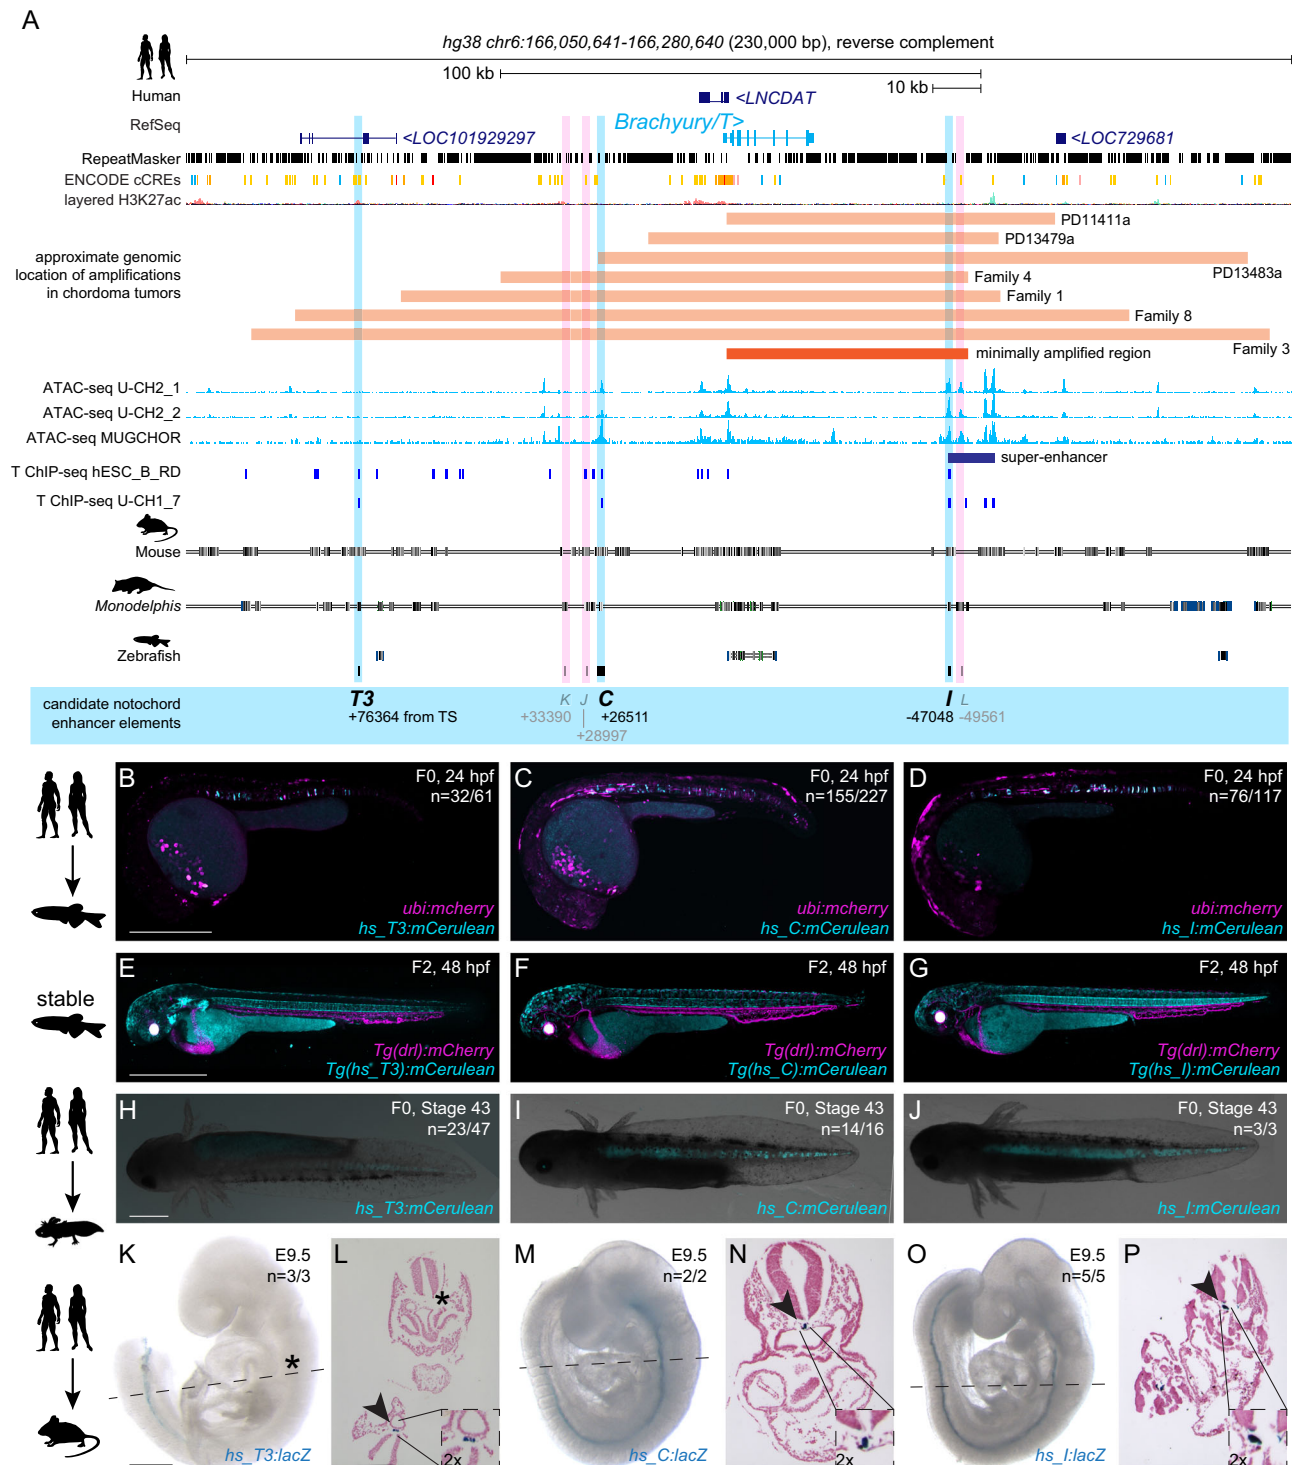 A
hg38 chr6:166,050,641-166,280,640 (230,000 bp), reverse complement
100 kb
10 kb
Human
<LNCDAT
RefSeq
Brachyury/T>
<LOC101929297
<LOC729681
RepeatMasker
ENCODE cCREs
layered H3K27ac
PD11411a
PD13479a
approximate genomic
location of amplifications
in chordoma tumors
PD13483a
Family 4
Family 1
Family 8
Family 3
minimally amplified region
ATAC-seq U-CH2_1
ATAC-seq U-CH2_2
ATAC-seq MUGCHOR
super-enhancer
T ChIP-seq hESC_B_RD
T ChIP-seq U-CH1_7
Mouse
Monodelphis
Zebrafish
candidate notochord
enhancer elements
T3 K J C I L
+76364 from TS +33390 +26511 -47048 -49561
+28997
B F0, 24 hpf
n=32/61
ubi:mcherry
hs_T3:mCerulean
C F0, 24 hpf
n=155/227
ubi:mcherry
hs_C:mCerulean
D F0, 24 hpf
n=76/117
ubi:mcherry
hs_I:mCerulean
stable
E F2, 48 hpf
Tg(drl):mCherry
Tg(hs_T3):mCerulean
F F2, 48 hpf
Tg(drl):mCherry
Tg(hs_C):mCerulean
G F2, 48 hpf
Tg(drl):mCherry
Tg(hs_I):mCerulean
H F0, Stage 43
n=23/47
hs_T3:mCerulean
I F0, Stage 43
n=14/16
hs_C:mCerulean
J F0, Stage 43
n=3/3
hs_I:mCerulean
K E9.5
n=3/3
*
hs_T3:lacZ
L
*
2x
M E9.5
n=2/2
hs_C:lacZ
N
2x
O E9.5
n=5/5
hs_I:lacZ
P
2x